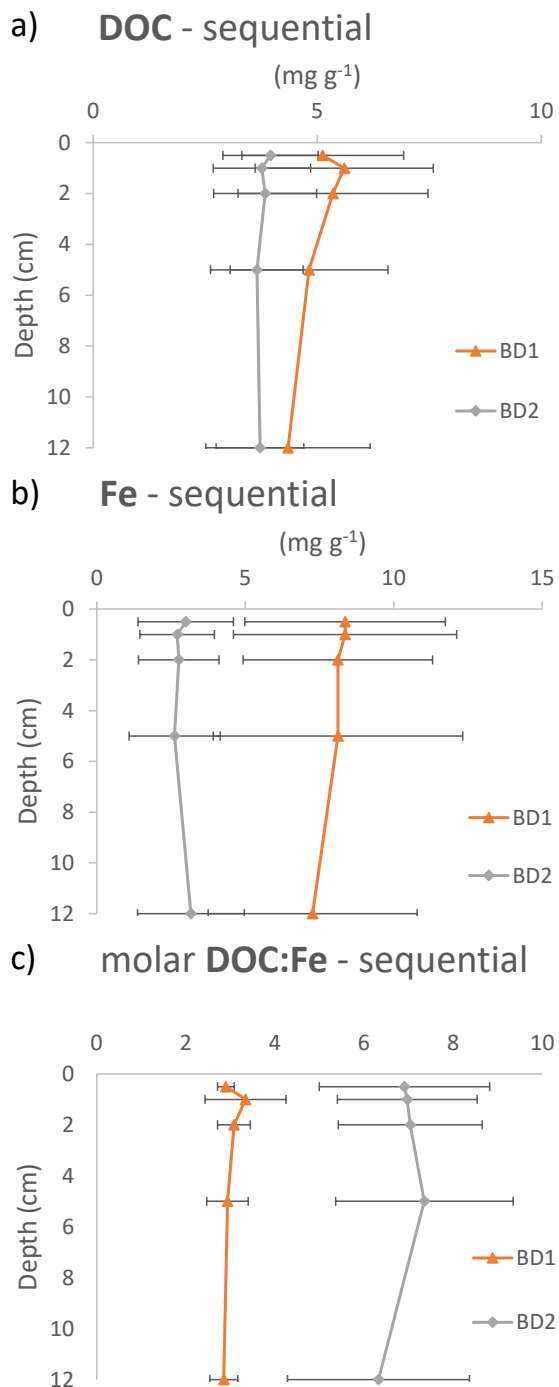 a) DOC - sequential
(mg g⁻¹)
0 5 10
0
2
4
6
8
10
12
Depth (cm)
BD1
BD2
b) Fe - sequential
(mg g⁻¹)
0 5 10 15
0
2
4
6
8
10
12
Depth (cm)
BD1
BD2
c) molar DOC:Fe - sequential
0 2 4 6 8 10
0
2
4
6
8
10
12
Depth (cm)
BD1
BD2